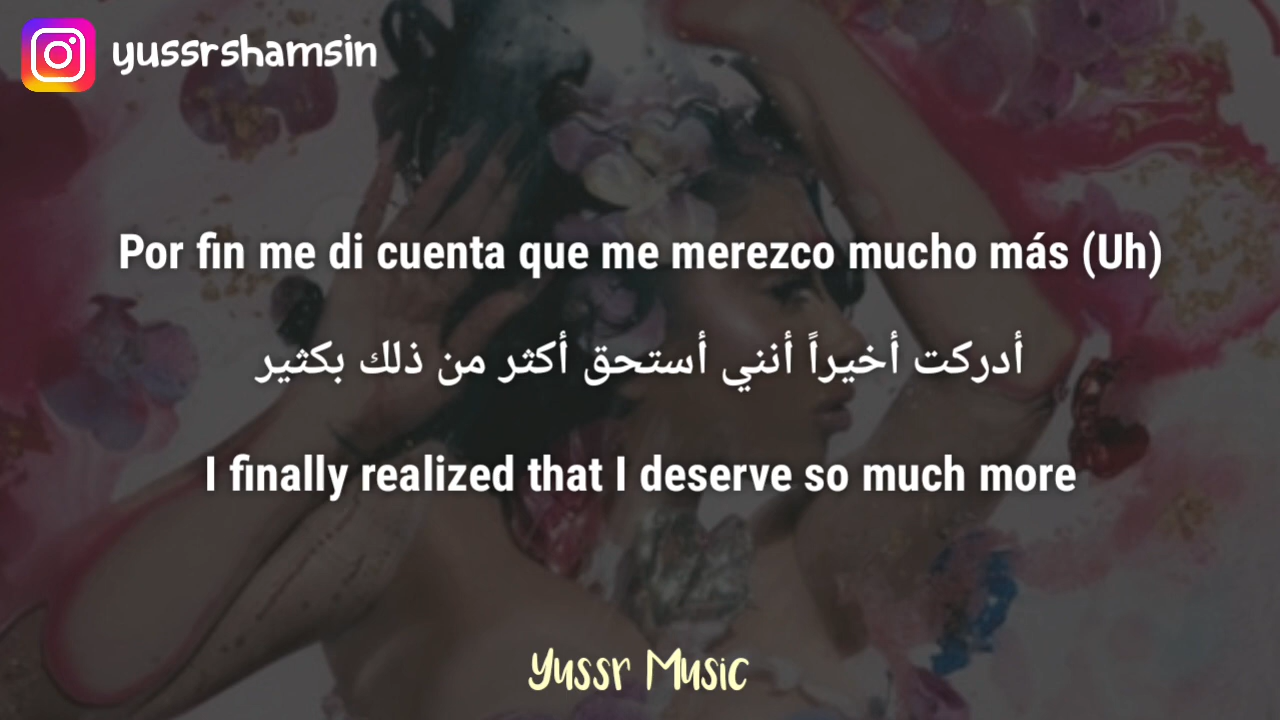 yussrshamsin
Por fin me di cuenta que me merezco mucho más (Uh)
أدركت أخيراً أنني أستحق أكثر من ذلك بكثير
I finally realized that I deserve so much more
Yussr Music